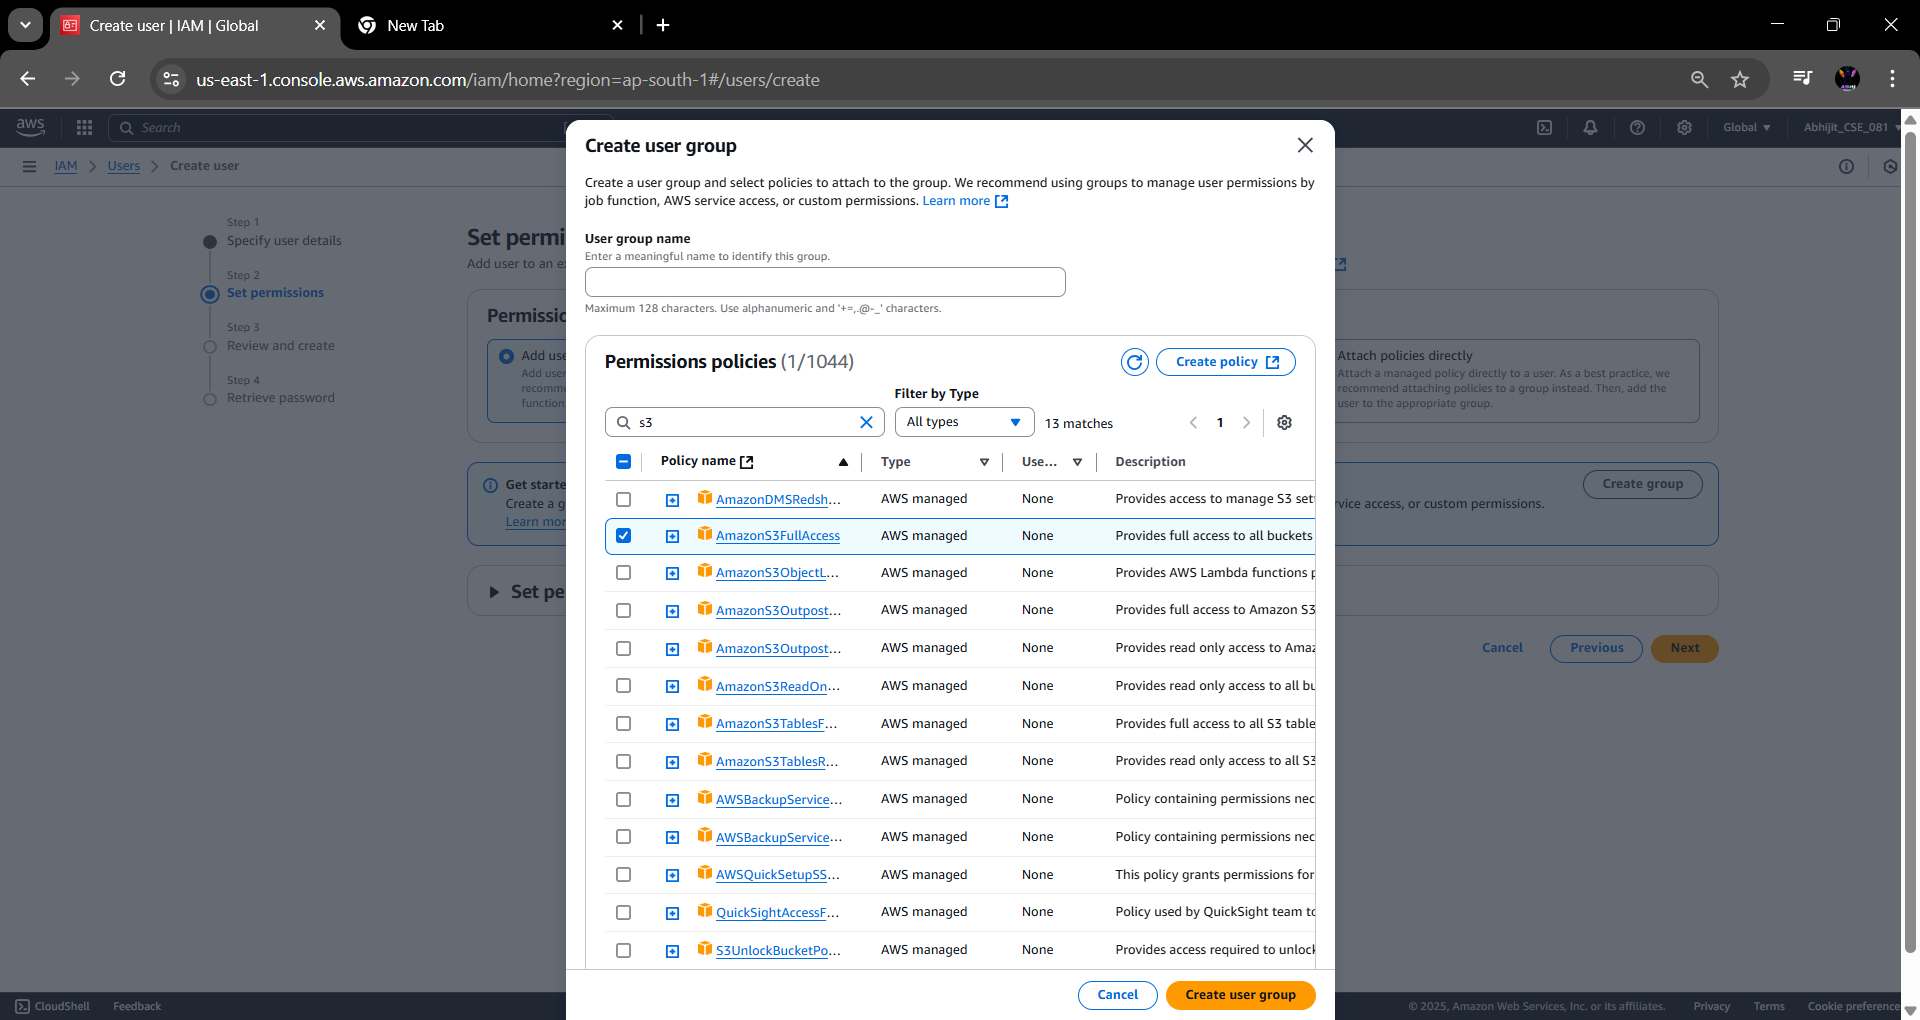 Create user | IAM | Global
New Tab
us-east-1.console.aws.amazon.com/iam/home?region=ap-south-1#/users/create
aws
Search
Global
Abhijit_CSE_081
IAM
Users
Create user
Step 1
Specify user details
Step 2
Set permissions
Step 3
Review and create
Step 4
Retrieve password
Set permi
Add user to an ex
Permissic
Add use
Add user
recomm
function
Attach policies directly
Attach a managed policy directly to a user. As a best practice, we
recommend attaching policies to a group instead. Then, add the
user to the appropriate group.
Get starte
Create a g
Learn mor
vice access, or custom permissions.
Create group
Set pe
Cancel
Previous
Next
Create user group
Create a user group and select policies to attach to the group. We recommend using groups to manage user permissions by
job function, AWS service access, or custom permissions. Learn more
User group name
Enter a meaningful name to identify this group.
Maximum 128 characters. Use alphanumeric and '+=,.@-_' characters.
Permissions policies (1/1044)
Create policy
Filter by Type
s3
All types
13 matches
1
Policy name Type Use... Description
AmazonDMSRedsh... AWS managed None Provides access to manage S3 set
AmazonS3FullAccess AWS managed None Provides full access to all buckets
AmazonS3ObjectL... AWS managed None Provides AWS Lambda functions p
AmazonS3Outpost... AWS managed None Provides full access to Amazon S3
AmazonS3Outpost... AWS managed None Provides read only access to Amaz
AmazonS3ReadOn... AWS managed None Provides read only access to all bu
AmazonS3TablesF... AWS managed None Provides full access to all S3 table
AmazonS3TablesR... AWS managed None Provides read only access to all S3
AWSBackupService... AWS managed None Policy containing permissions nec
AWSBackupService... AWS managed None Policy containing permissions nec
AWSQuickSetupSS... AWS managed None This policy grants permissions for
QuickSightAccessF... AWS managed None Policy used by QuickSight team to
S3UnlockBucketPo... AWS managed None Provides access required to unlock
Cancel
Create user group
CloudShell
Feedback
© 2025, Amazon Web Services, Inc. or its affiliates.
Privacy
Terms
Cookie preference